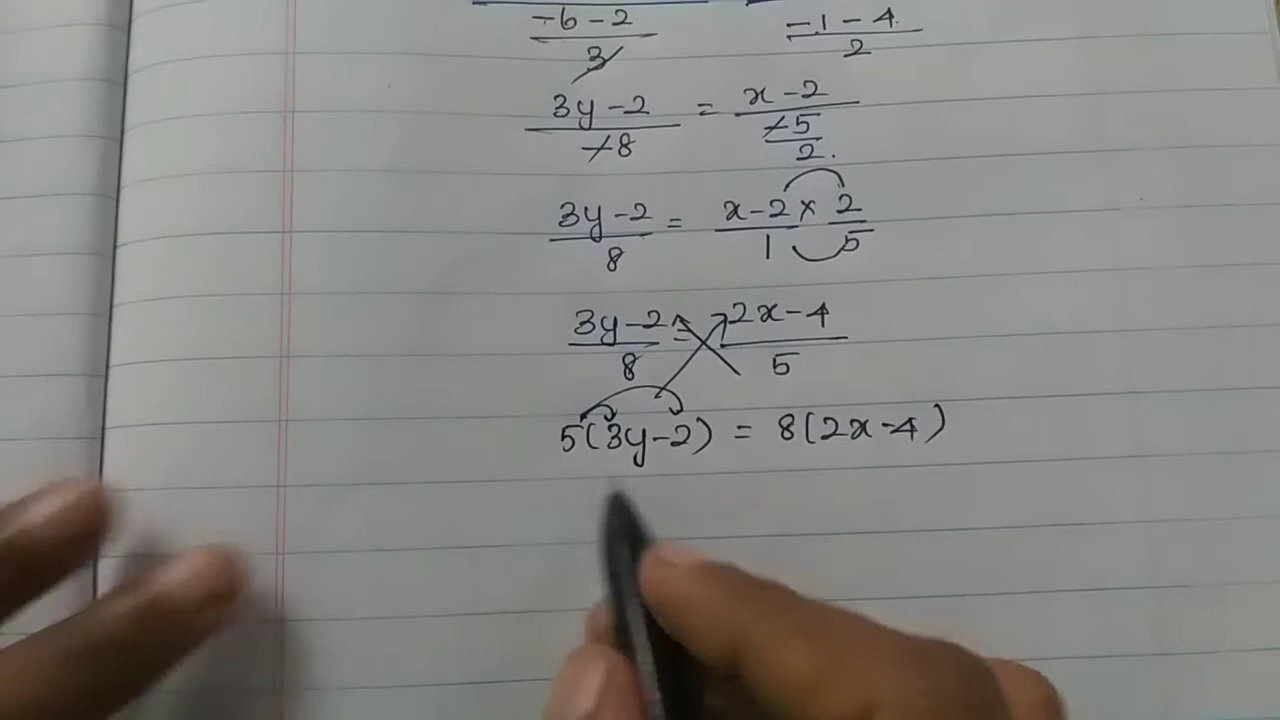 -6-2 -1-4
3 2
3y-2 = x-2
-8 -5
2.
3y-2 = x-2 × 2
8 1 5
3y-2 = 2x-4
8 5
5(3y-2) = 8(2x-4)